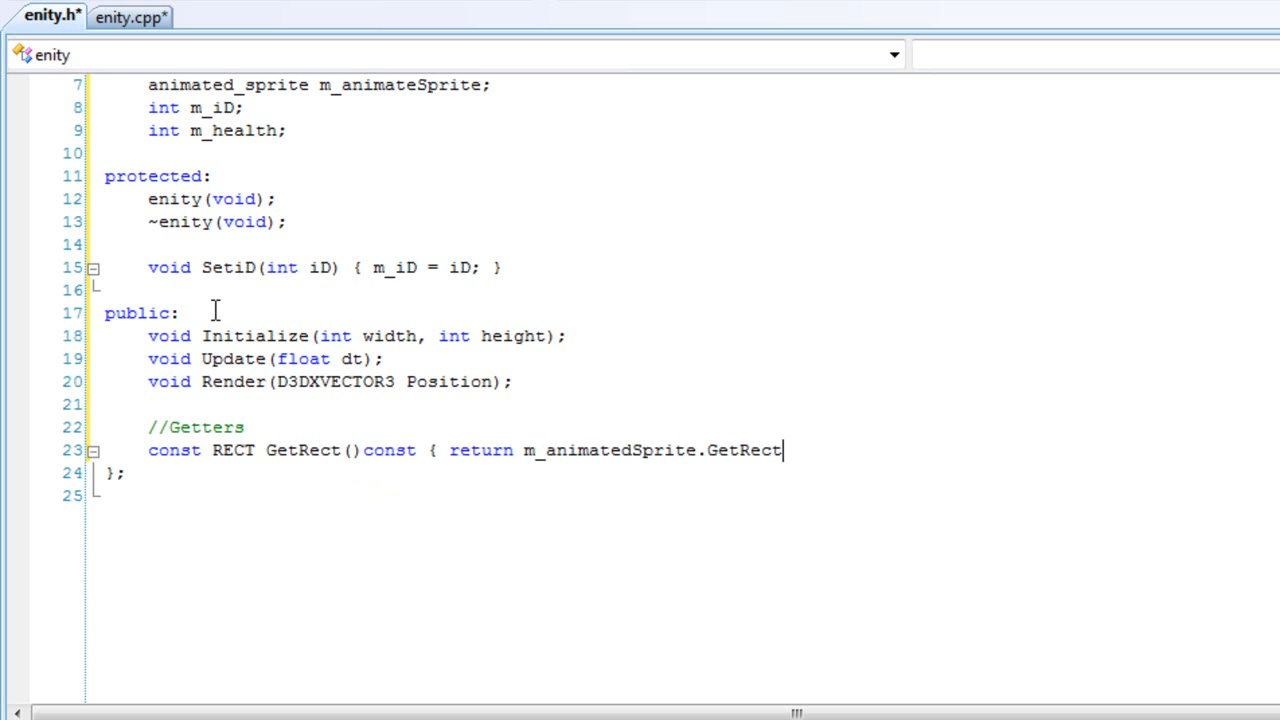 enity.h* enity.cpp*
enity
7 animated_sprite m_animateSprite;
8 int m_iD;
9 int m_health;
10
11 protected:
12 enity(void);
13 ~enity(void);
14
15 void SetiD(int iD) { m_iD = iD; }
16
17 public:
18 void Initialize(int width, int height);
19 void Update(float dt);
20 void Render(D3DXVECTOR3 Position);
21
22 //Getters
23 const RECT GetRect()const { return m_animatedSprite.GetRect
24 };
25